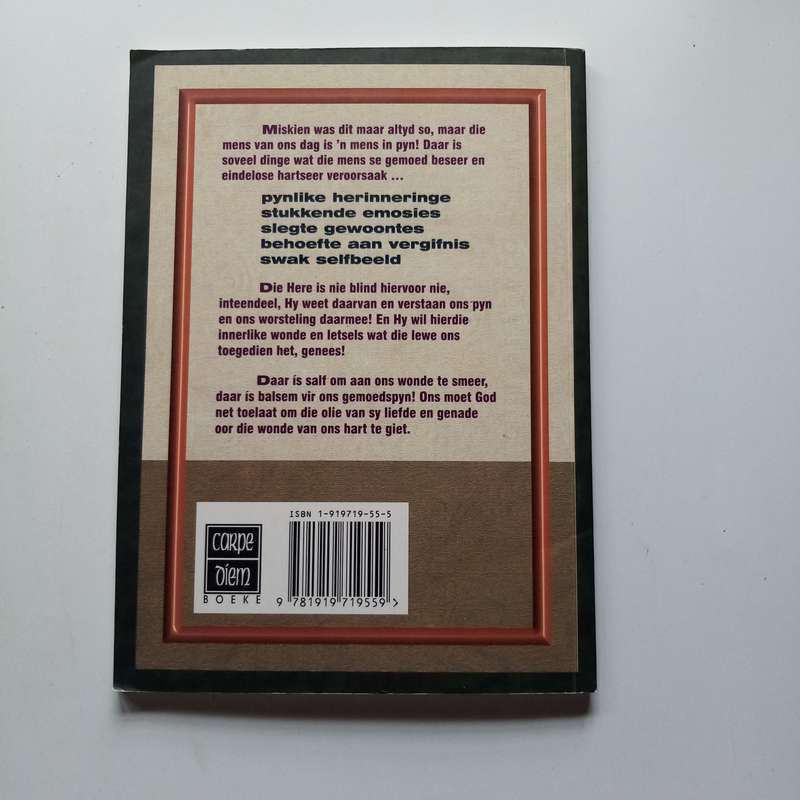 Miskien was dit maar altyd so, maar die
mens van ons dag is 'n mens in pyn! Daar is
soveel dinge wat die mens se gemoed beseer en
eindelose hartseer veroorsaak ...
pynlike herinneringe
stukkende emosies
slegte gewoontes
behoefte aan vergifnis
swak selfbeeld
Die Here is nie blind hiervoor nie,
inteendeel, Hy weet daarvan en verstaan ons pyn
en ons worsteling daarmee! En Hy wil hierdie
innerlike wonde en letsels wat die lewe ons
toegedien het, genees!
Daar ís salf om aan ons wonde te smeer,
daar ís balsem vir ons gemoedspyn! Ons moet God
net toelaat om die olie van sy liefde en genade
oor die wonde van ons hart te giet.
ISBN 1-919719-55-5
carpe
diem
BOEKE
9 781919 719559 >